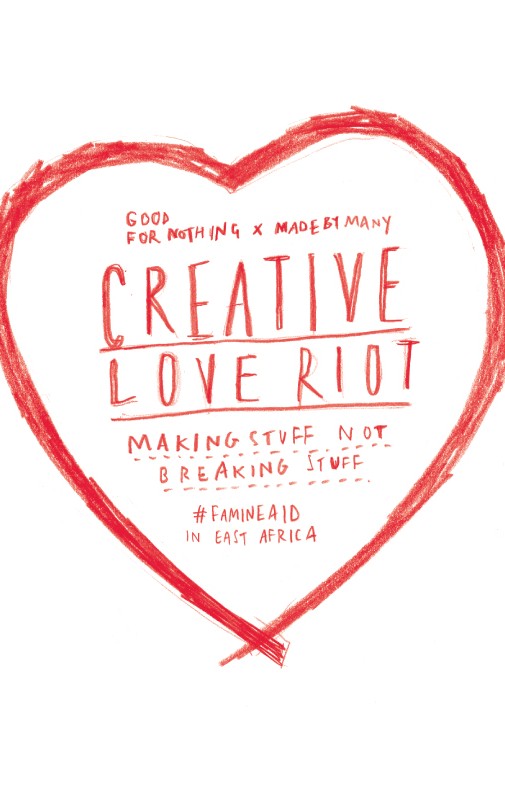 GOOD
FOR NOTHING x MADEBYMANY
CREATIVE
LOVE RIOT
MAKING STUFF NOT
BREAKING STUFF
#FAMINEAID
IN EAST AFRICA